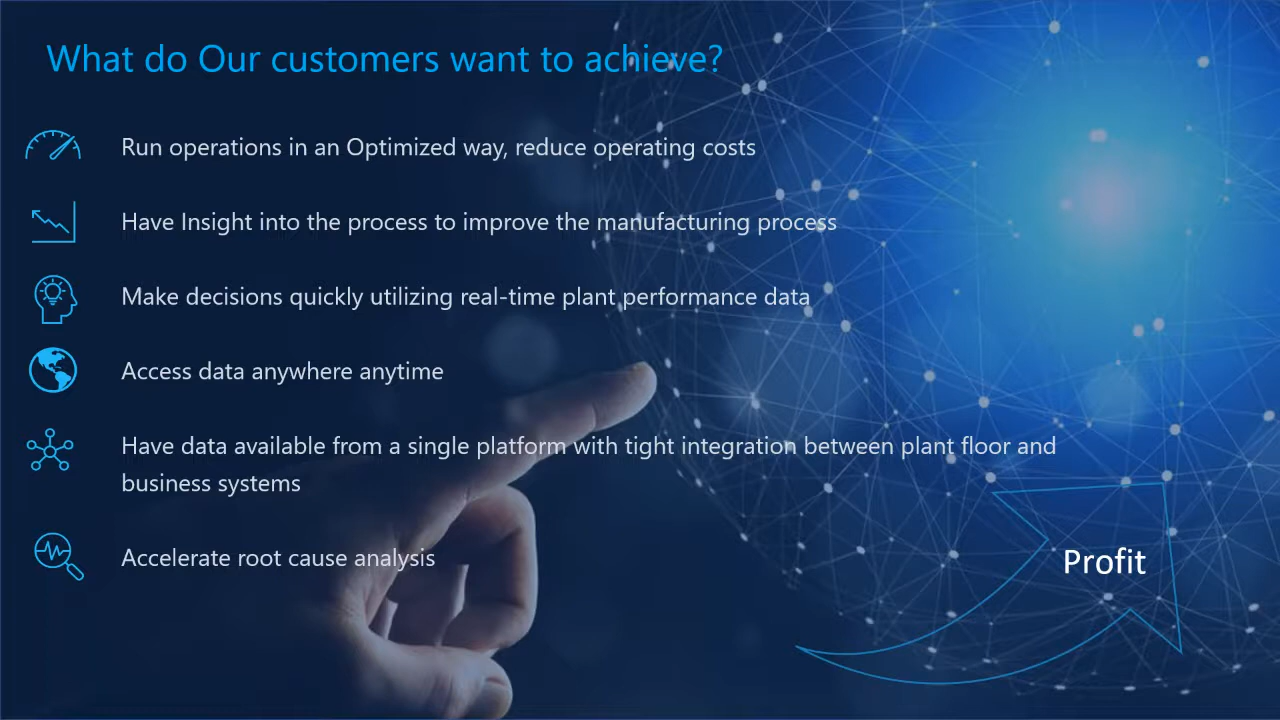 What do Our customers want to achieve?
Run operations in an Optimized way, reduce operating costs
Have Insight into the process to improve the manufacturing process
Make decisions quickly utilizing real-time plant performance data
Access data anywhere anytime
Have data available from a single platform with tight integration between plant floor and
business systems
Accelerate root cause analysis
Profit